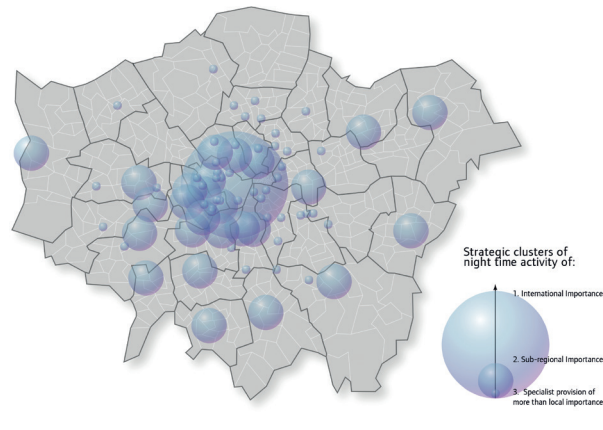 Strategic clusters of
night time activity of:
1. International Importance
2. Sub-regional Importance
3. Specialist provision of
more than local importance